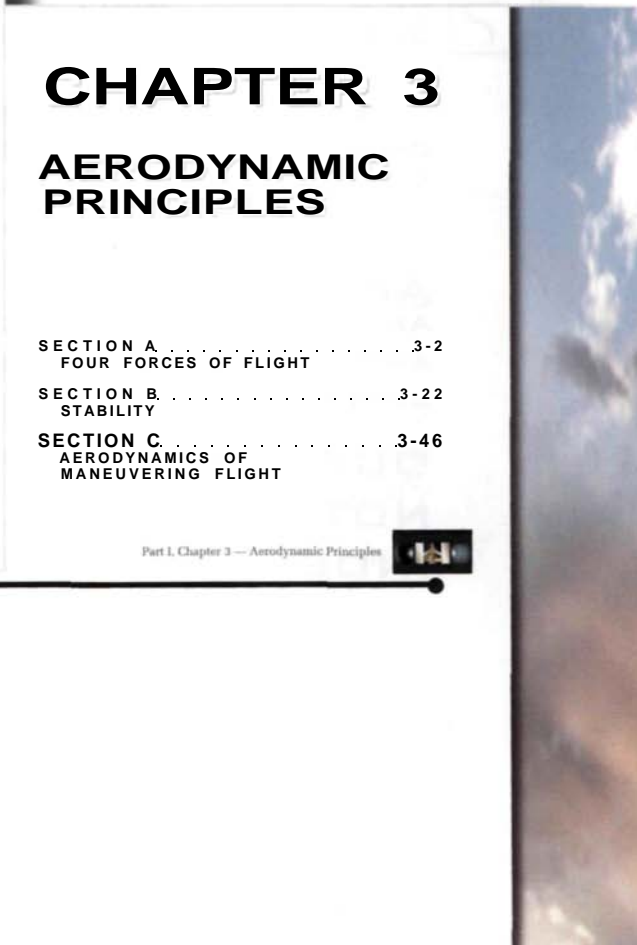 CHAPTER 3
AERODYNAMIC
PRINCIPLES
SECTION A. . . . . . . . . . . . . . . . . .3-2
FOUR FORCES OF FLIGHT
SECTION B. . . . . . . . . . . . . . . . .3-22
STABILITY
SECTION C. . . . . . . . . . . . . . . .3-46
AERODYNAMICS OF
MANEUVERING FLIGHT
Part I, Chapter 3 — Aerodynamic Principles